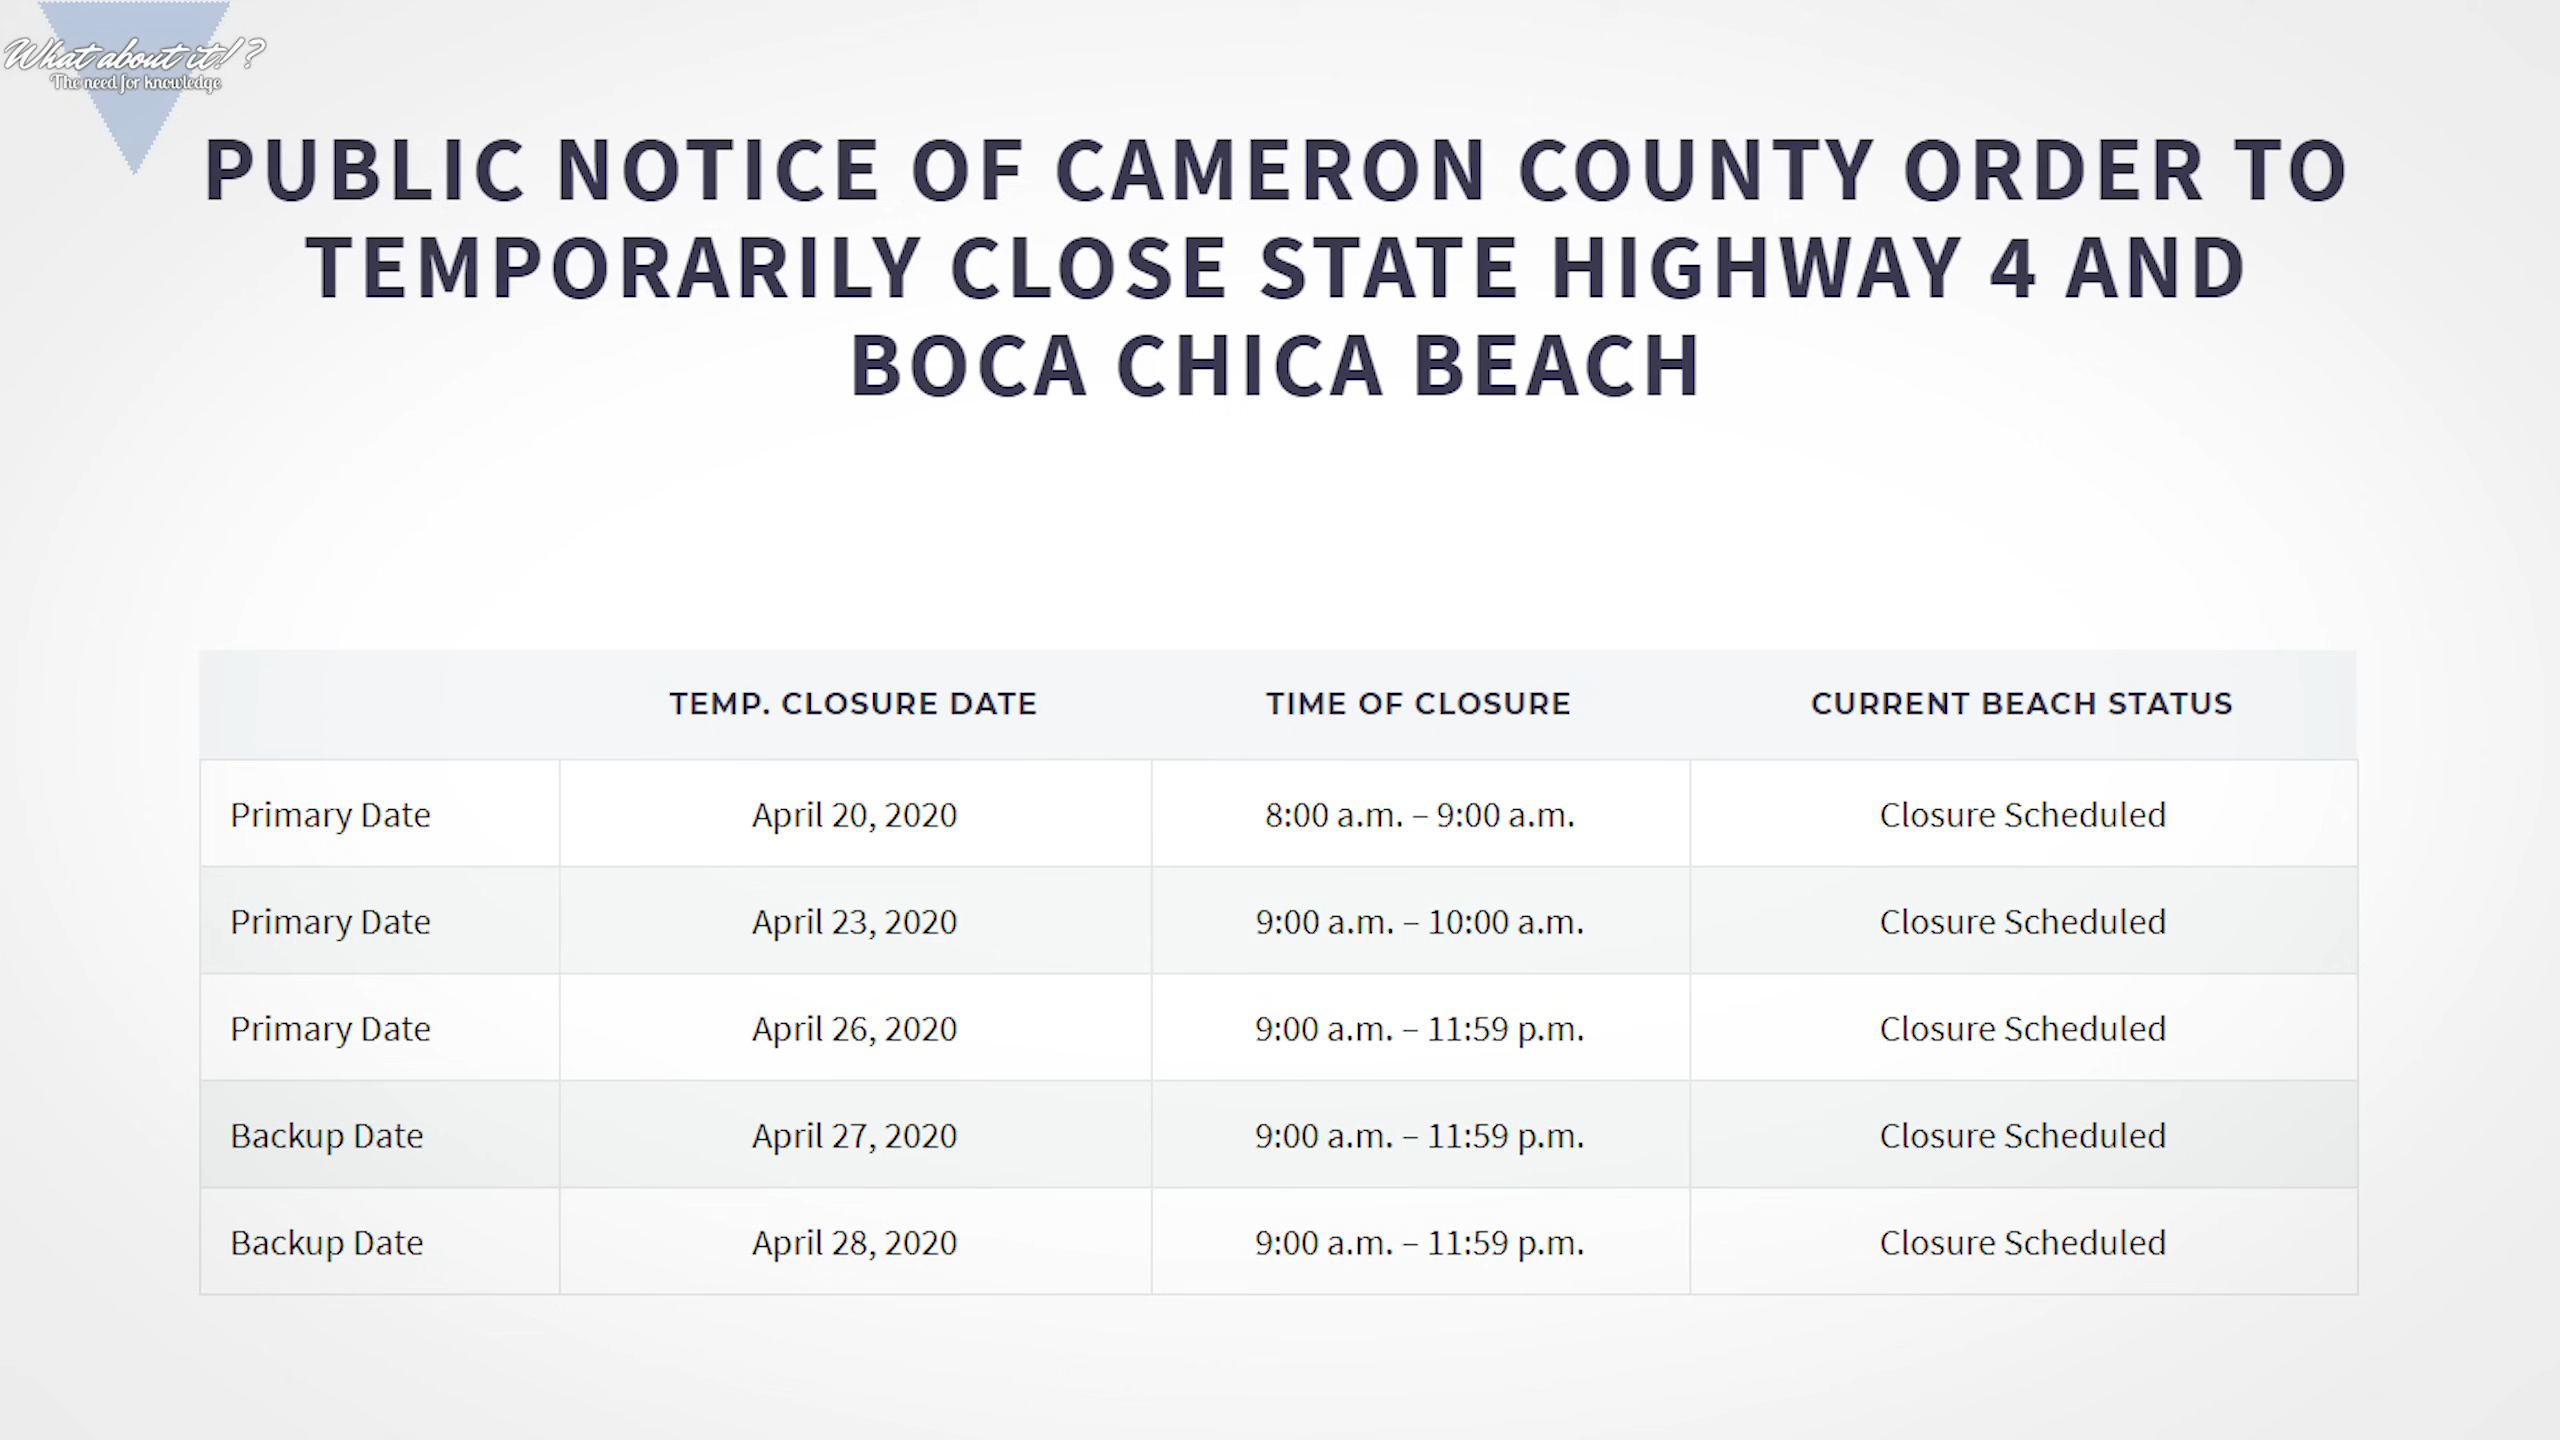 What about it!?
The need for knowledge
PUBLIC NOTICE OF CAMERON COUNTY ORDER TO
TEMPORARILY CLOSE STATE HIGHWAY 4 AND
BOCA CHICA BEACH
TEMP. CLOSURE DATE TIME OF CLOSURE CURRENT BEACH STATUS
Primary Date April 20, 2020 8:00 a.m. – 9:00 a.m. Closure Scheduled
Primary Date April 23, 2020 9:00 a.m. – 10:00 a.m. Closure Scheduled
Primary Date April 26, 2020 9:00 a.m. – 11:59 p.m. Closure Scheduled
Backup Date April 27, 2020 9:00 a.m. – 11:59 p.m. Closure Scheduled
Backup Date April 28, 2020 9:00 a.m. – 11:59 p.m. Closure Scheduled